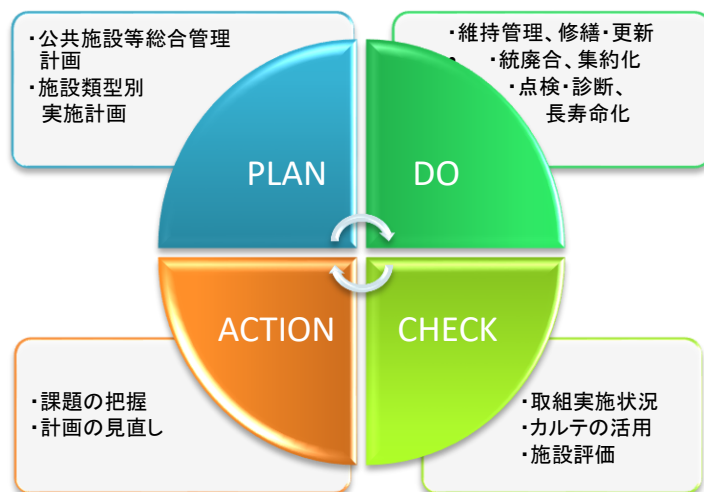 ・公共施設等総合管理
計画
・施設類型別
実施計画
・維持管理、修繕・更新
・統廃合、集約化
・点検・診断、
長寿命化
PLAN
DO
ACTION
CHECK
・課題の把握
・計画の見直し
・取組実施状況
・カルテの活用
・施設評価